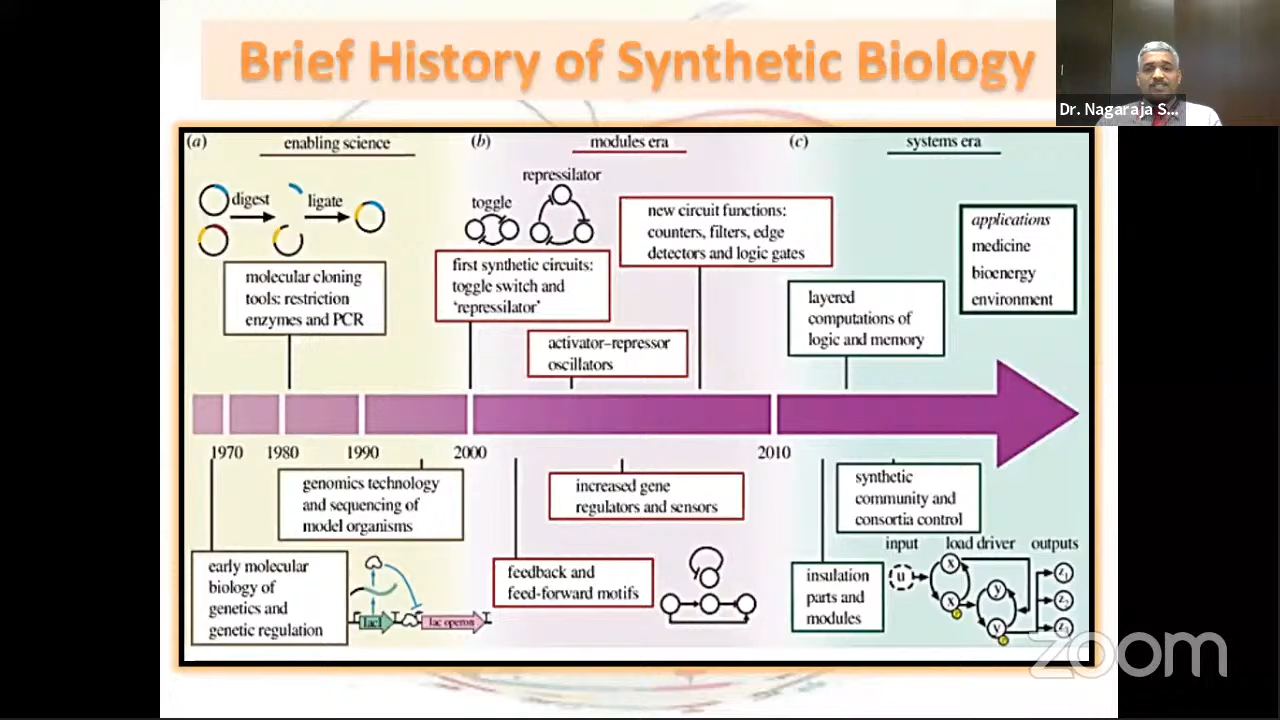 Brief History of Synthetic Biology
Dr. Nagaraja S...
(a)
enabling science
(b)
modules era
(c)
systems era
digest
ligate
toggle
repressilator
molecular cloning
tools: restriction
enzymes and PCR
first synthetic circuits:
toggle switch and
‘repressilator’
new circuit functions:
counters, filters, edge
detectors and logic gates
activator–repressor
oscillators
layered
computations of
logic and memory
applications
medicine
bioenergy
environment
1970
1980
1990
2000
2010
genomics technology
and sequencing of
model organisms
early molecular
biology of
genetics and
genetic regulation
lacI
lac operon
increased gene
regulators and sensors
feedback and
feed-forward motifs
synthetic
community and
consortia control
insulation
parts and
modules
input
load driver
outputs
u
x
x
y
y
z1
z2
z3
zoom